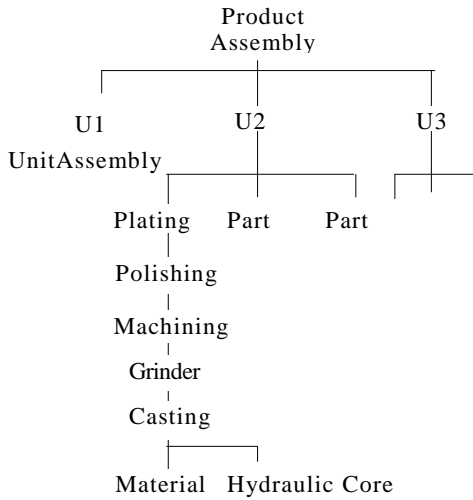 Product
Assembly
U1 U2 U3
UnitAssembly
Plating Part Part
Polishing
Machining
Grinder
Casting
Material Hydraulic Core